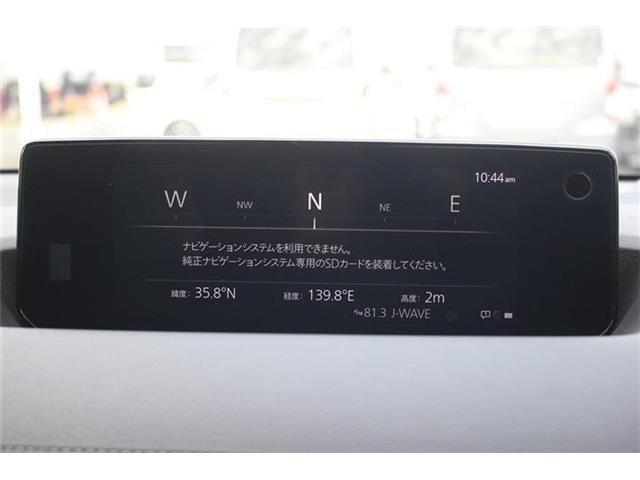 10:44am
W NW N NE E
ナビゲーションシステムを利用できません。
純正ナビゲーションシステム専用のSDカードを装着してください。
緯度: 35.8°N 経度: 139.8°E 高度: 2m
FM 81.3 J-WAVE